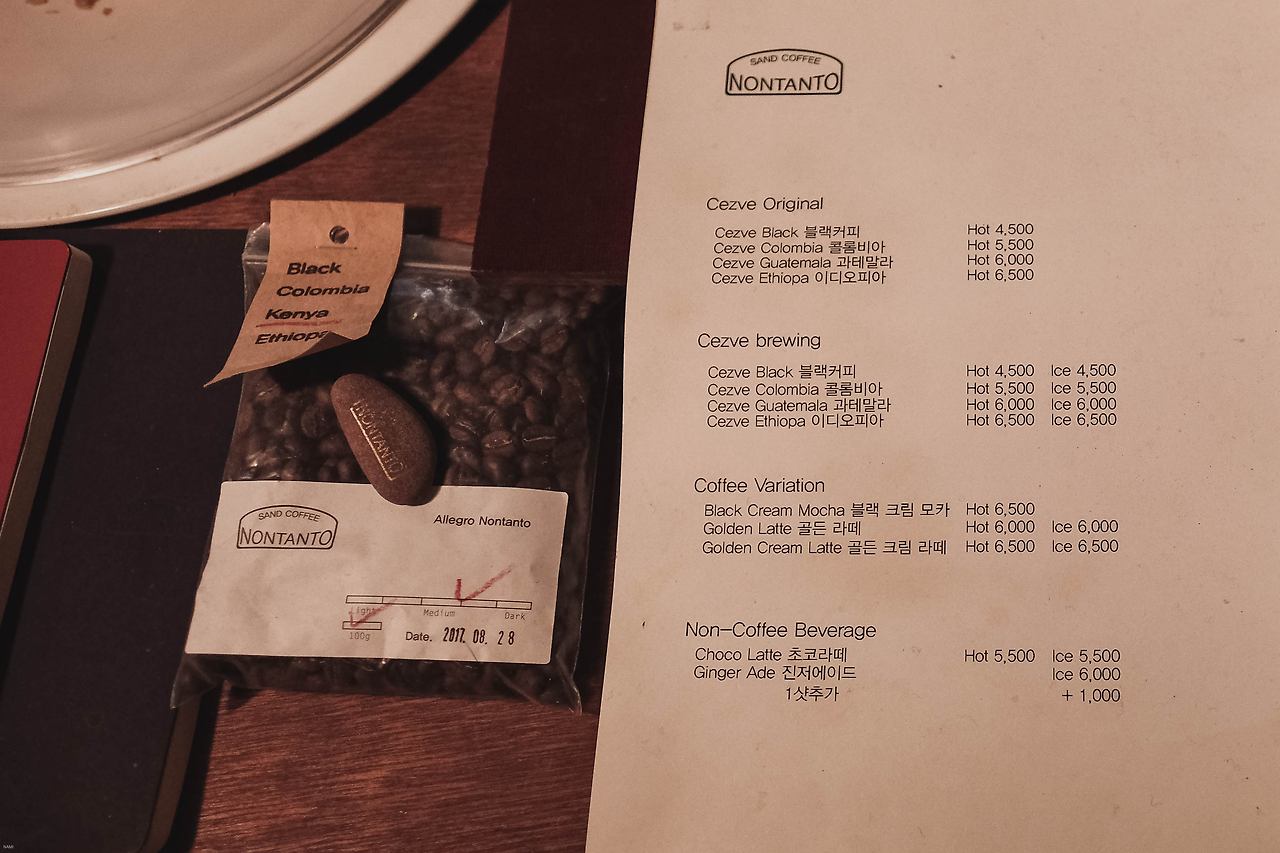 SAND COFFEE
NONTANTO
Cezve Original
Cezve Black 블랙커피 Hot 4,500
Cezve Colombia 콜롬비아 Hot 5,500
Cezve Guatemala 과테말라 Hot 6,000
Cezve Ethiopa 이디오피아 Hot 6,500
Cezve brewing
Cezve Black 블랙커피 Hot 4,500 Ice 4,500
Cezve Colombia 콜롬비아 Hot 5,500 Ice 5,500
Cezve Guatemala 과테말라 Hot 6,000 Ice 6,000
Cezve Ethiopa 이디오피아 Hot 6,500 Ice 6,500
Coffee Variation
Black Cream Mocha 블랙 크림 모카 Hot 6,500
Golden Latte 골든 라떼 Hot 6,000 Ice 6,000
Golden Cream Latte 골든 크림 라떼 Hot 6,500 Ice 6,500
Non-Coffee Beverage
Choco Latte 초코라떼 Hot 5,500 Ice 5,500
Ginger Ade 진저에이드 Ice 6,000
1샷추가 + 1,000
Black
Colombia
Kenya
Ethiopa
NONTANTO
SAND COFFEE
NONTANTO
Allegro Nontanto
Light Medium Dark
100g
Date. 2017. 08. 28
NAMI